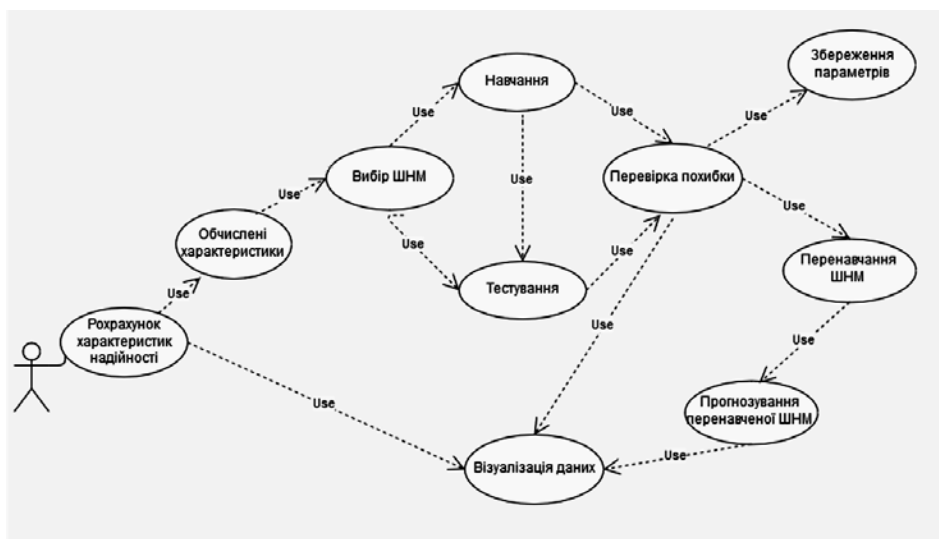 Збереження
параметрів
Навчання
Use
Use
Use
Вибір ШНМ
Use
Перевірка похибки
Use
Use
Обчислені
характеристики
Use
Use
Перенавчання
ШНМ
Use
Тестування
Рохрахунок
характеристик
надійності
Use
Use
Use
Use
Прогнозування
перенавченої ШНМ
Use
Візуалізація даних